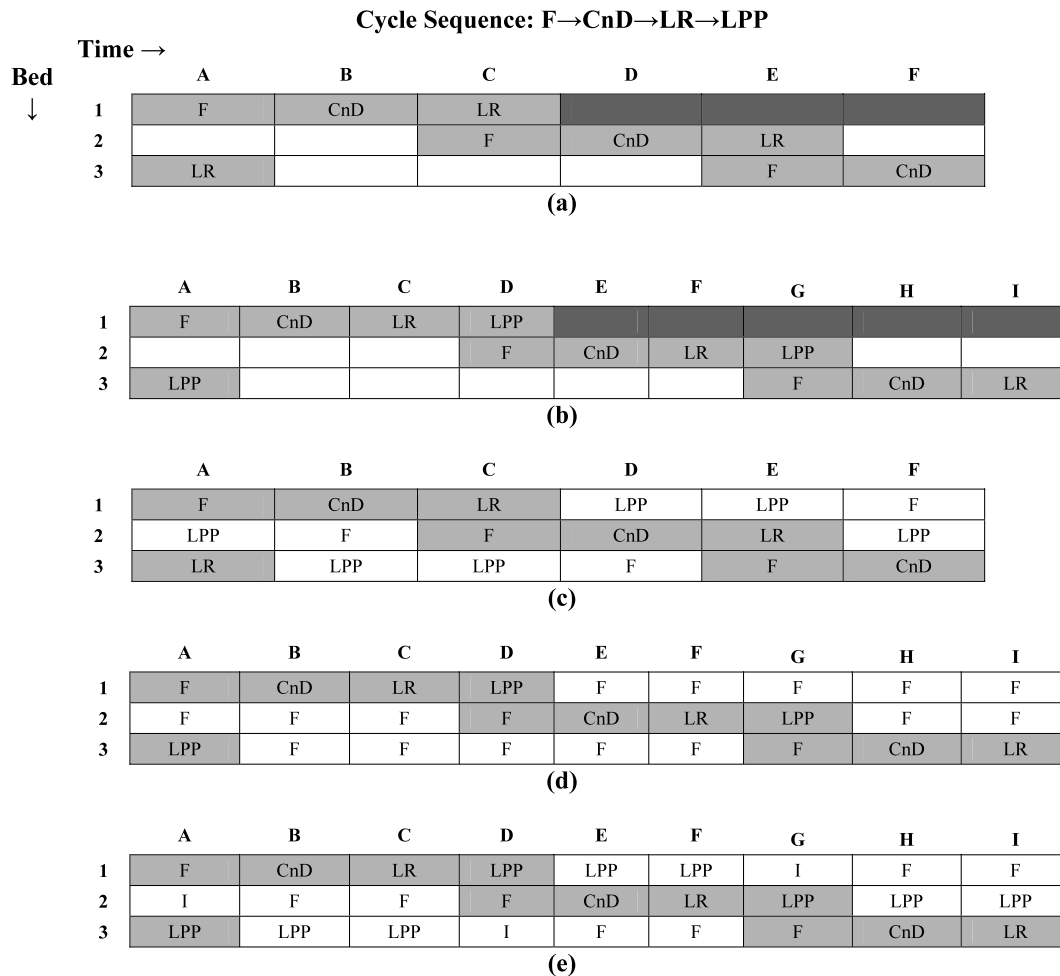 Cycle Sequence: F→CnD→LR→LPP
Time →
Bed
↓
A B C D E F
1 F CnD LR
2 F CnD LR
3 LR F CnD
(a)
A B C D E F G H I
1 F CnD LR LPP
2 F CnD LR LPP
3 LPP F CnD LR
(b)
A B C D E F
1 F CnD LR LPP LPP F
2 LPP F F CnD LR LPP
3 LR LPP LPP F F CnD
(c)
A B C D E F G H I
1 F CnD LR LPP F F F F F
2 F F F F CnD LR LPP F F
3 LPP F F F F F F CnD LR
(d)
A B C D E F G H I
1 F CnD LR LPP LPP LPP I F F
2 I F F F CnD LR LPP LPP LPP
3 LPP LPP LPP I F F F CnD LR
(e)